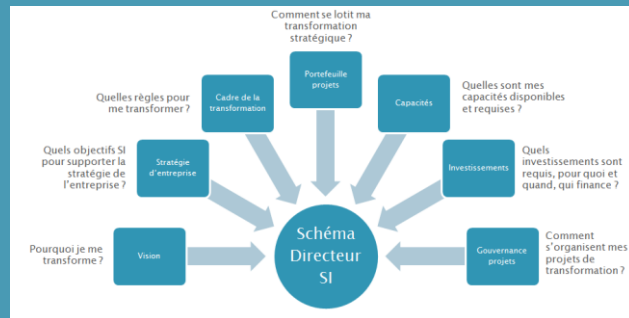 Comment se lotit ma
transformation
stratégique ?
Portefeuille
projets
Quelles règles pour
me transformer ?
Cadre de la
transformation
Capacités
Quelles sont mes
capacités disponibles
et requises ?
Quels objectifs SI
pour supporter la
stratégie de
l'entreprise ?
Stratégie
d'entreprise
Investissements
Quels
investissements sont
requis, pour quoi et
quand, qui finance ?
Pourquoi je me
transforme ?
Vision
Schéma
Directeur
SI
Gouvernance
projets
Comment
s'organisent mes
projets de
transformation ?